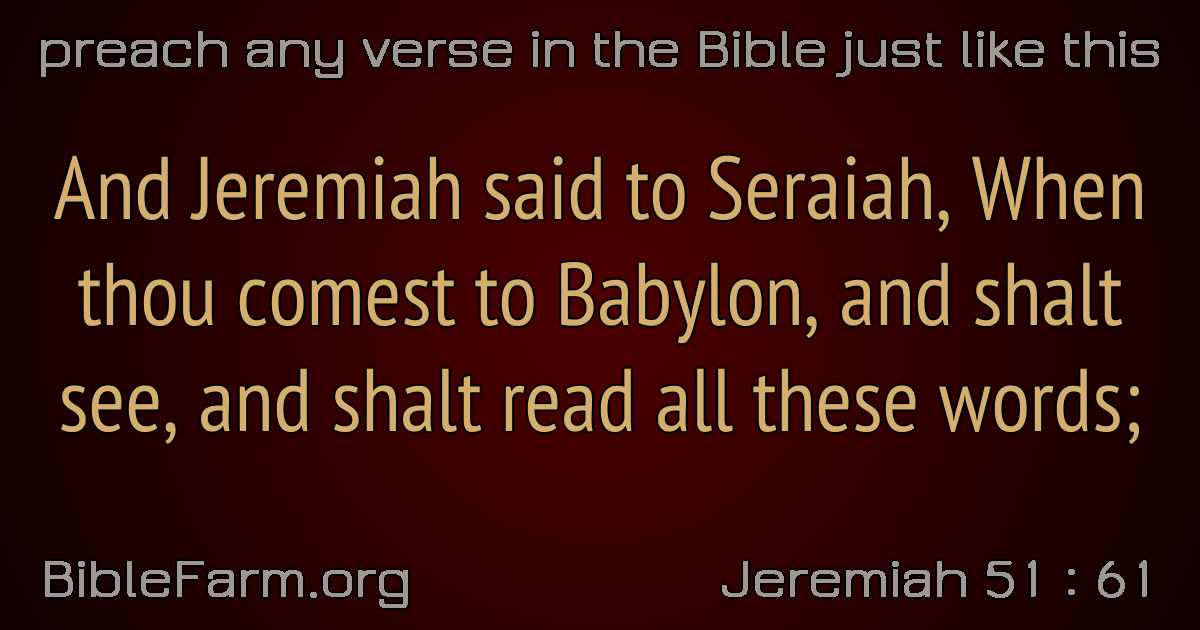 preach any verse in the Bible just like this
And Jeremiah said to Seraiah, When
thou comest to Babylon, and shalt
see, and shalt read all these words;
BibleFarm.org
Jeremiah 51 : 61